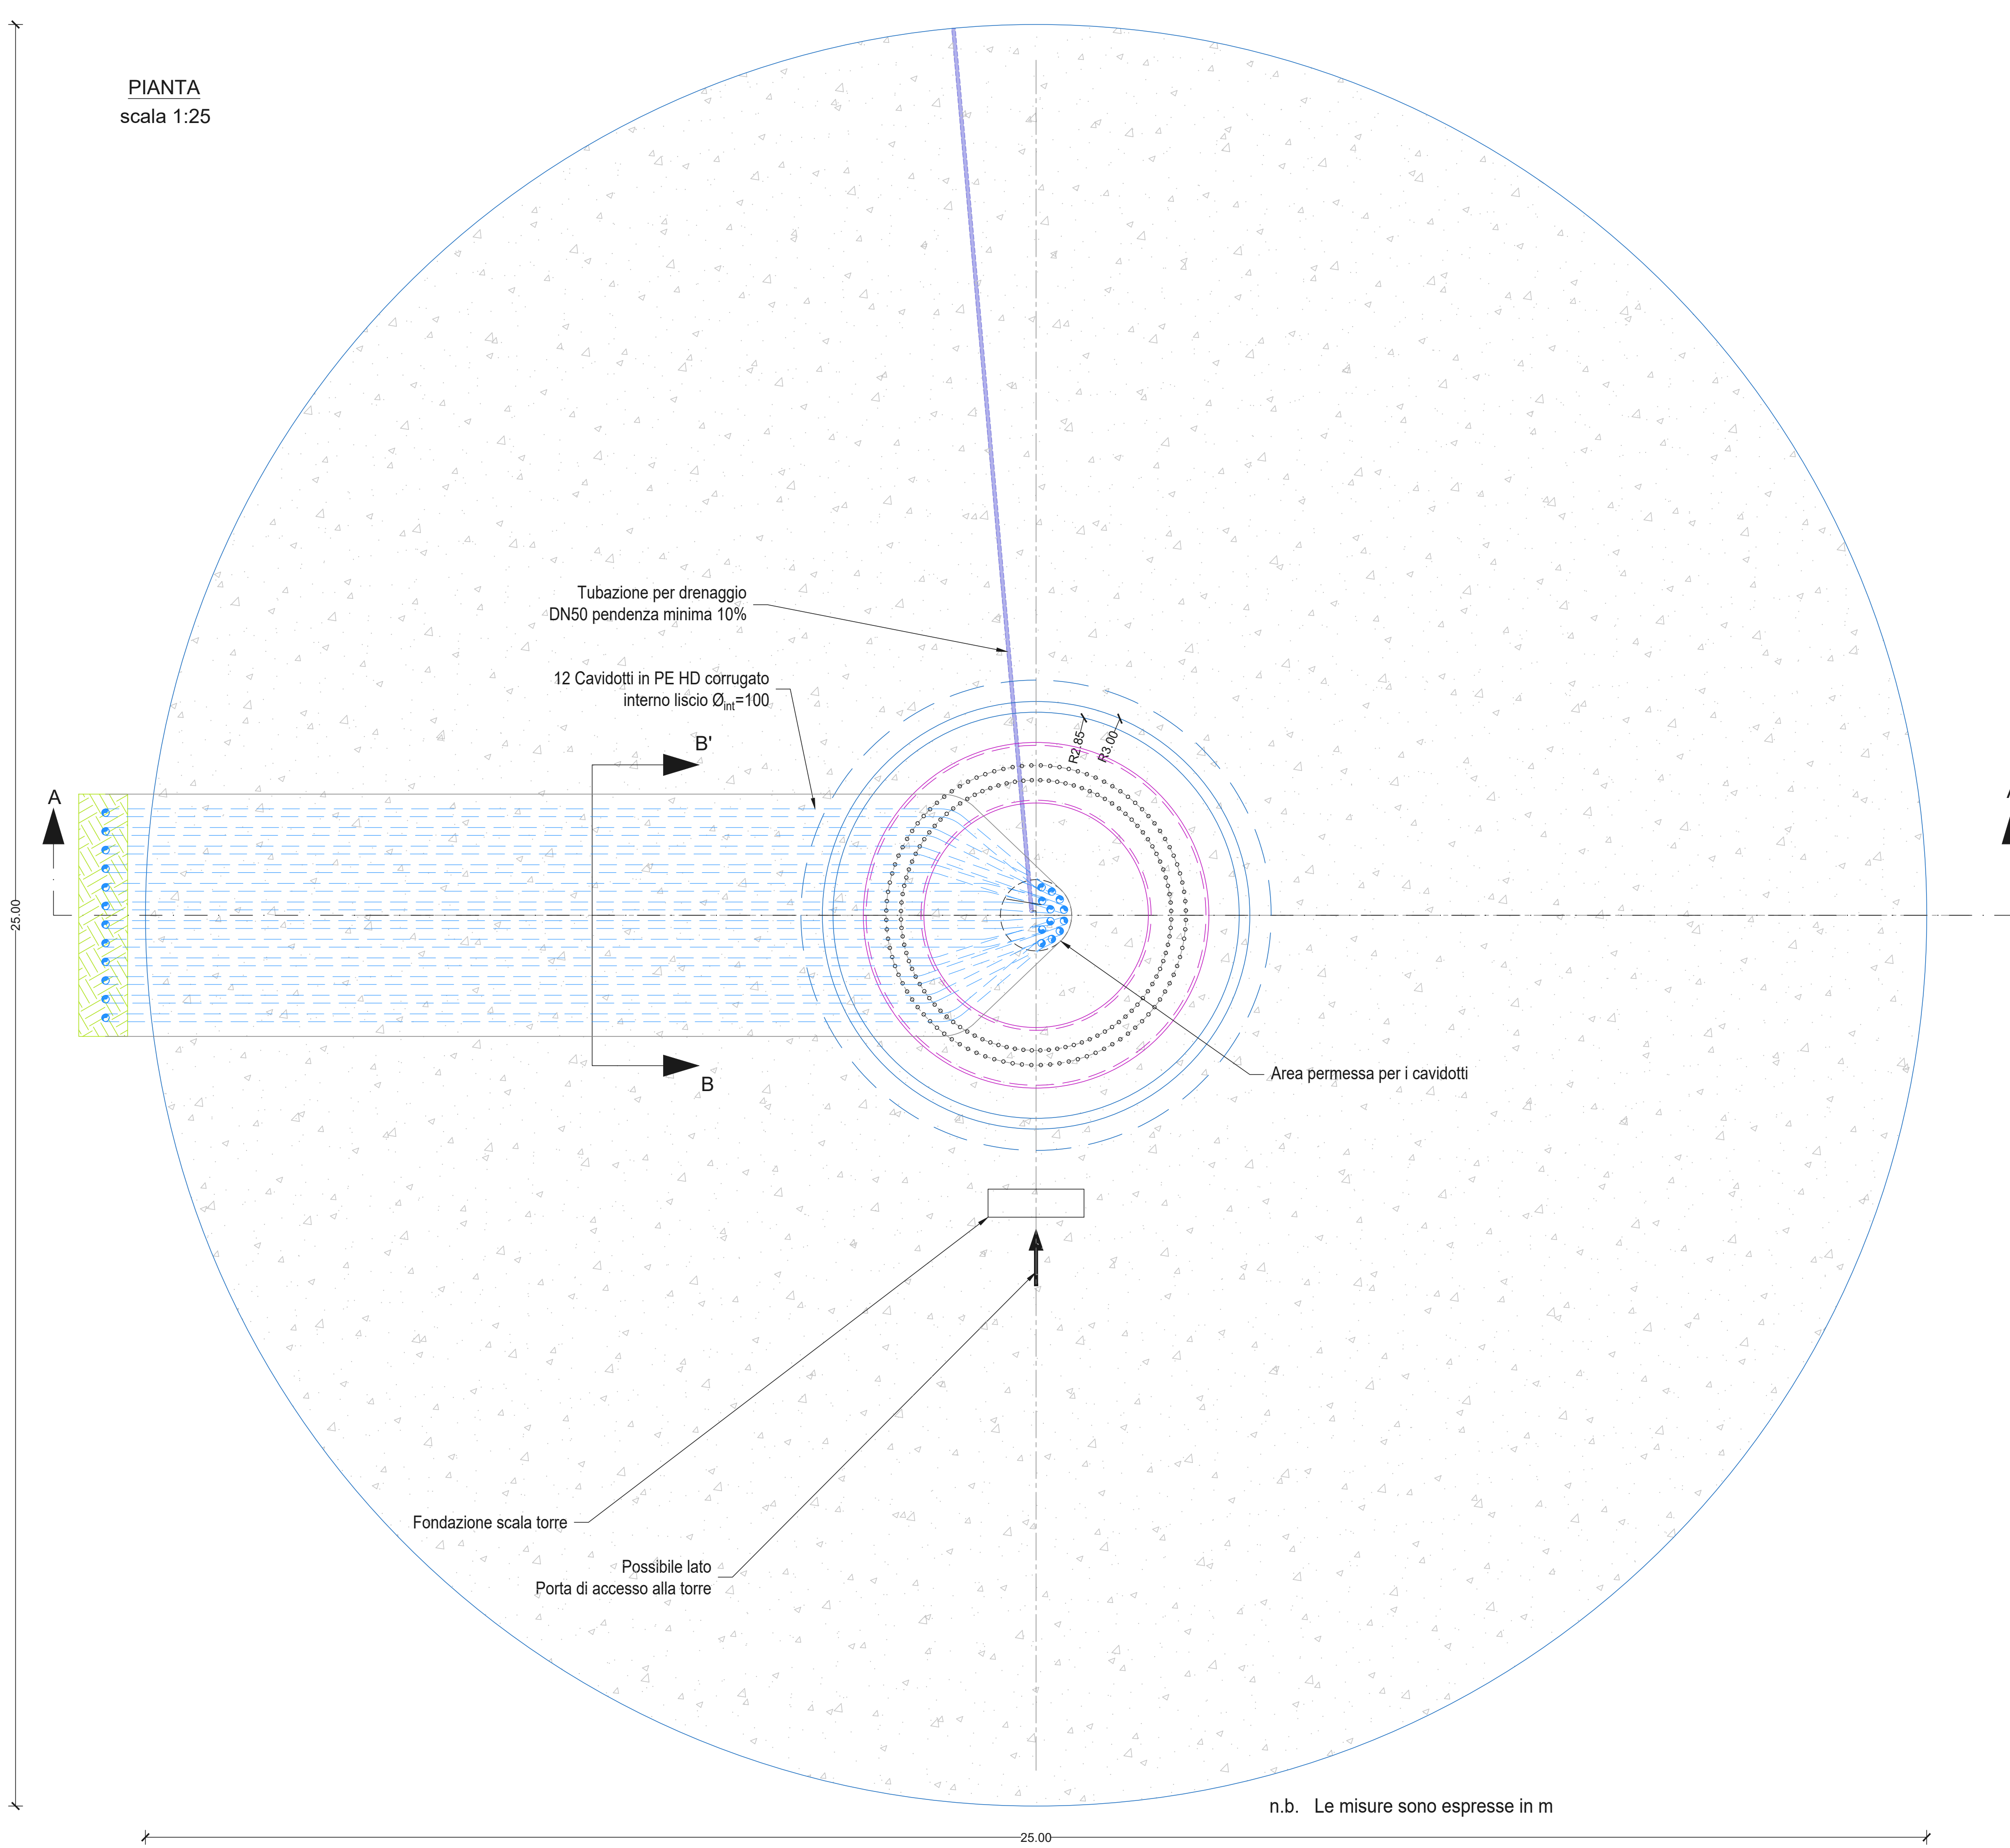 PIANTA
scala 1:25
Tubazione per drenaggio
DN50 pendenza minima 10%
12 Cavidotti in PE HD corrugato
interno liscio Øint=100
R2.85
R3.00
B'
A
25.00
B
Area permessa per i cavidotti
Fondazione scala torre
Possibile lato
Porta di accesso alla torre
n.b. Le misure sono espresse in m
25.00